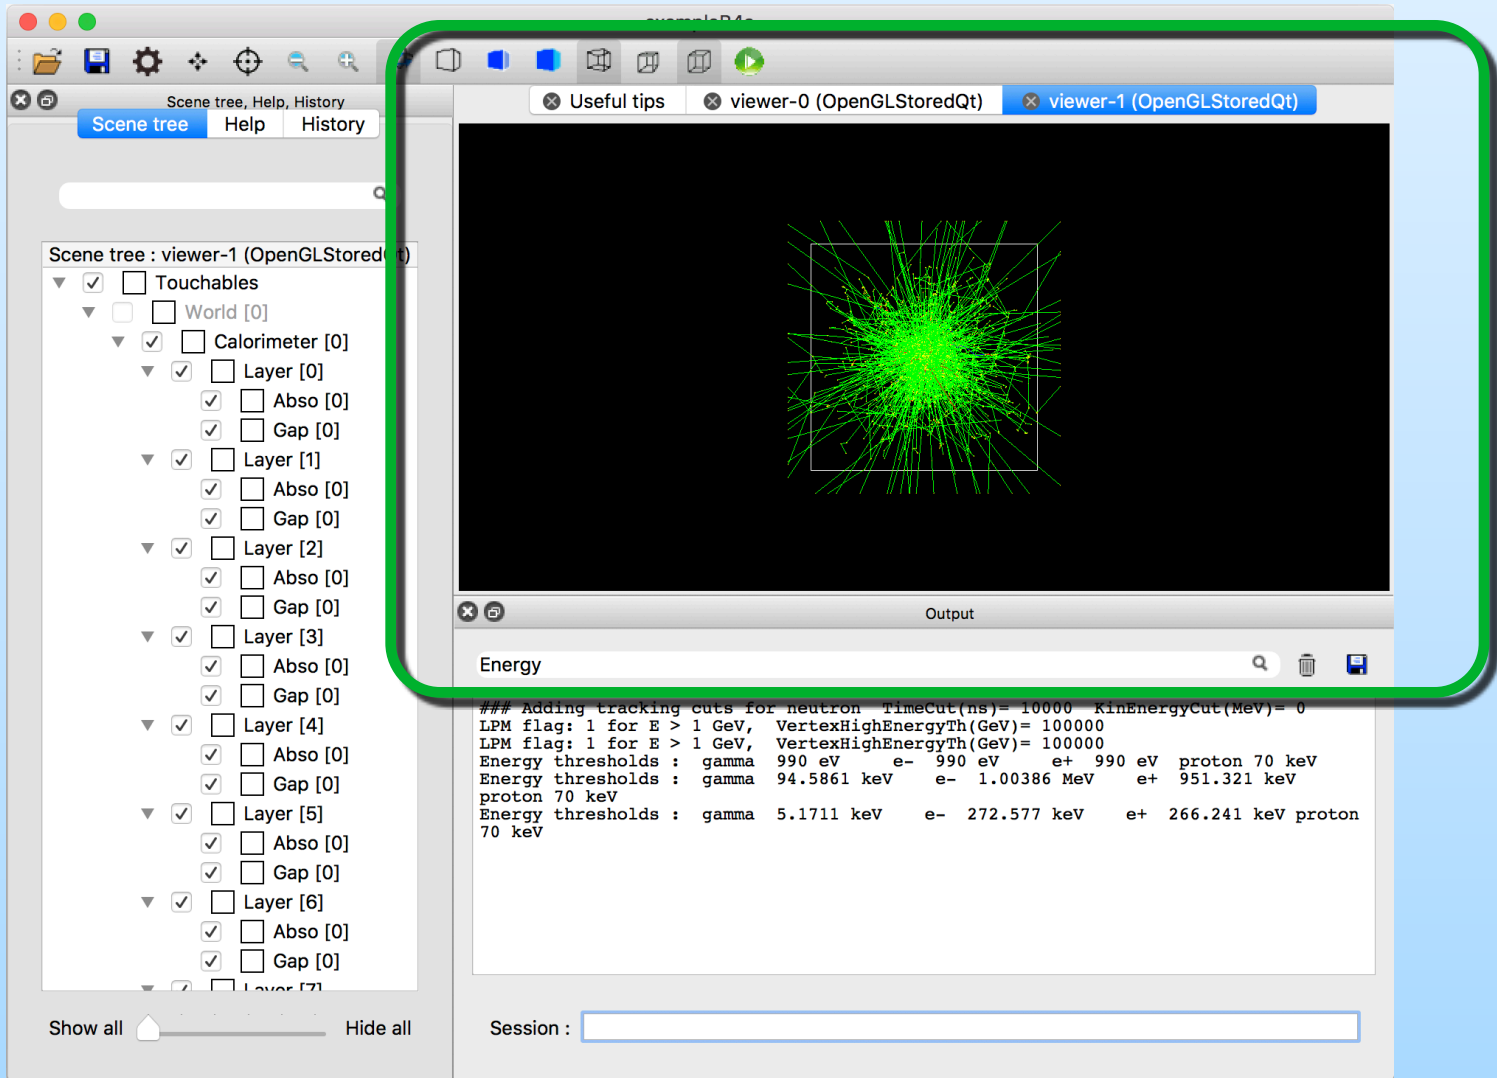 Scene tree, Help, History
Scene tree Help History
Useful tips viewer-0 (OpenGLStoredQt) viewer-1 (OpenGLStoredQt)
Scene tree : viewer-1 (OpenGLStoredQt)
Touchables
World [0]
Calorimeter [0]
Layer [0]
Abso [0]
Gap [0]
Layer [1]
Abso [0]
Gap [0]
Layer [2]
Abso [0]
Gap [0]
Layer [3]
Abso [0]
Gap [0]
Layer [4]
Abso [0]
Gap [0]
Layer [5]
Abso [0]
Gap [0]
Layer [6]
Abso [0]
Gap [0]
Layer [7]
Show all Hide all
Output
Energy
### Adding tracking cuts for neutron TimeCut(ns)= 10000 KinEnergyCut(MeV)= 0
LPM flag: 1 for E > 1 GeV, VertexHighEnergyTh(GeV)= 100000
LPM flag: 1 for E > 1 GeV, VertexHighEnergyTh(GeV)= 100000
Energy thresholds : gamma 990 eV e- 990 eV e+ 990 eV proton 70 keV
Energy thresholds : gamma 94.5861 keV e- 1.00386 MeV e+ 951.321 keV
proton 70 keV
Energy thresholds : gamma 5.1711 keV e- 272.577 keV e+ 266.241 keV proton
70 keV
Session :